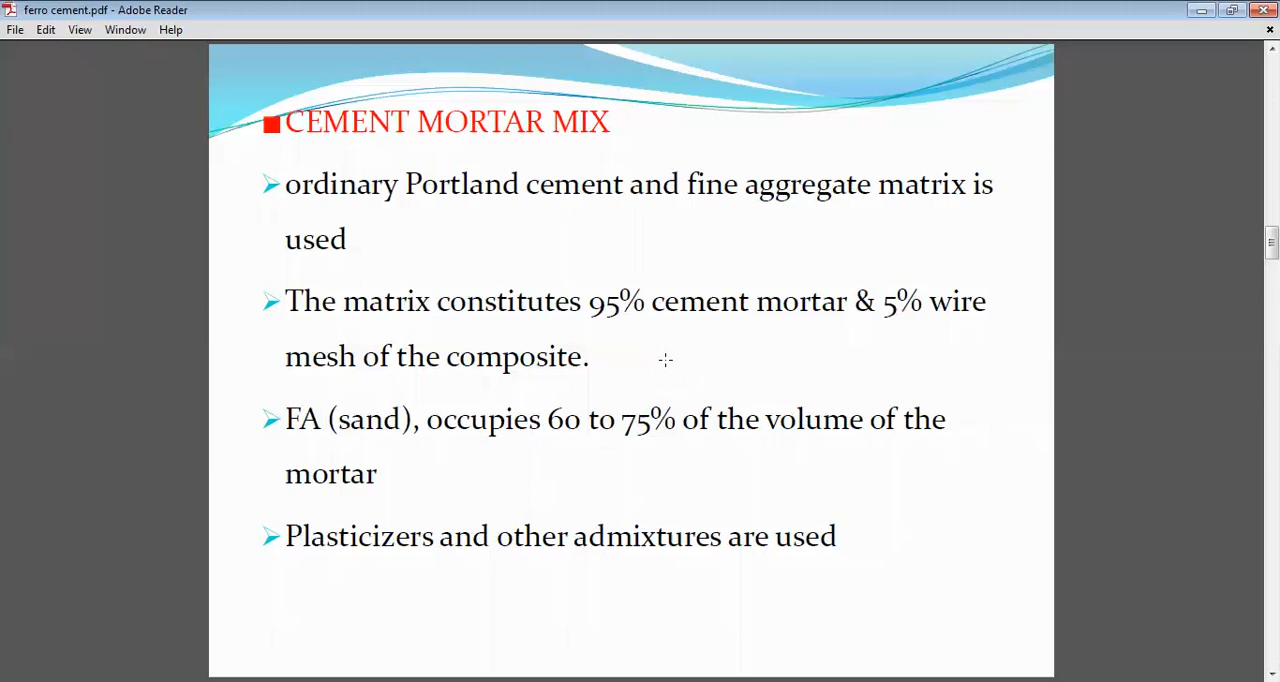 ferro cement.pdf - Adobe Reader
File Edit View Window Help
CEMENT MORTAR MIX
ordinary Portland cement and fine aggregate matrix is
used
The matrix constitutes 95% cement mortar & 5% wire
mesh of the composite.
FA (sand), occupies 60 to 75% of the volume of the
mortar
Plasticizers and other admixtures are used